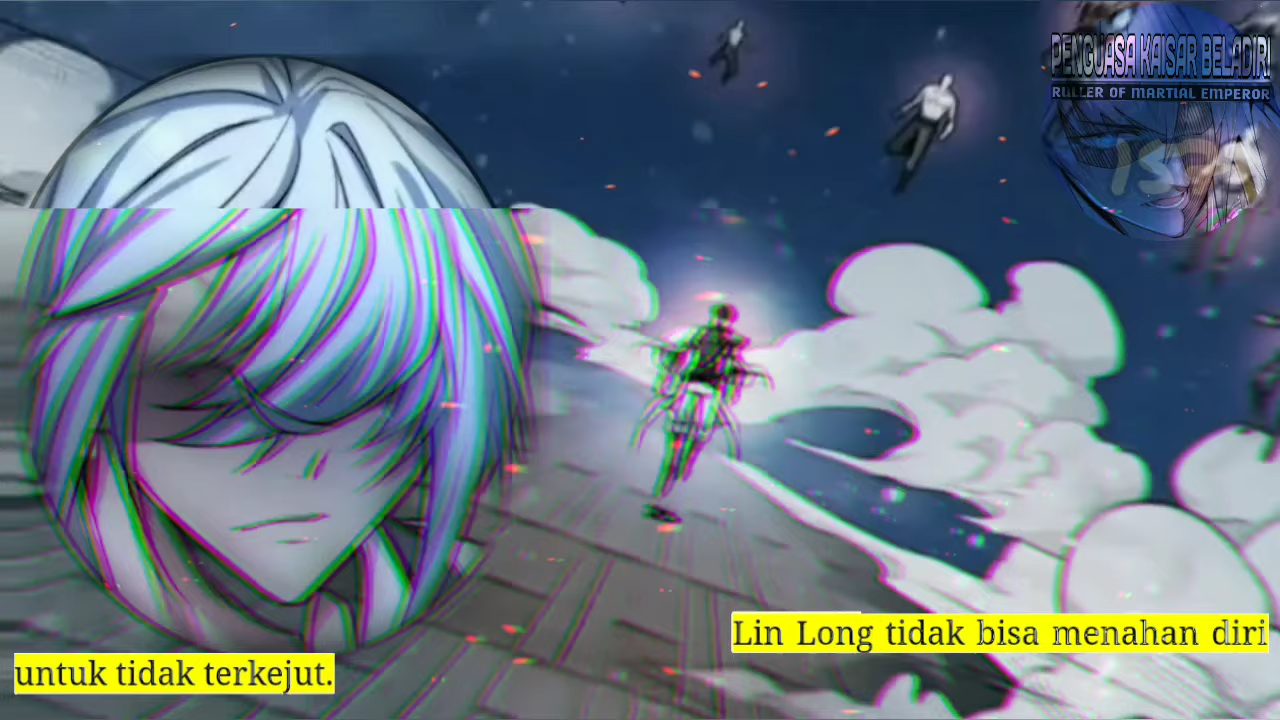 PENGUASA KAISAR BELADIRI
RULLER OF MARTIAL EMPEROR
Lin Long tidak bisa menahan diri
untuk tidak terkejut.